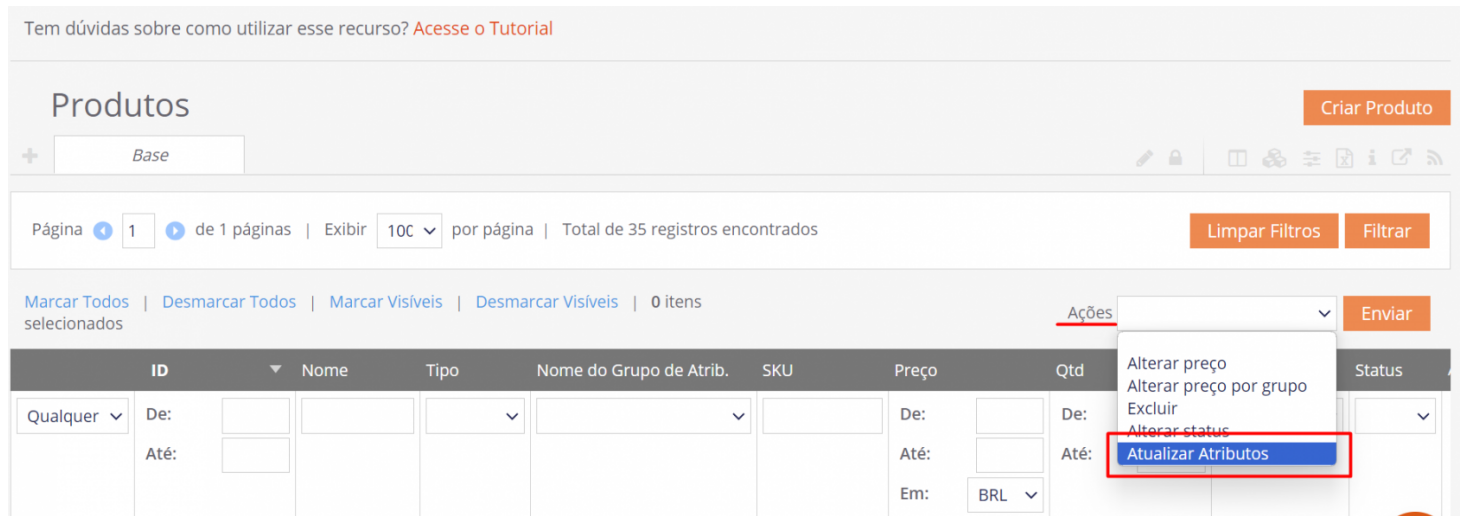 Tem dúvidas sobre como utilizar esse recurso? Acesse o Tutorial
Produtos
Criar Produto
Base
Página 1 de 1 páginas | Exibir 100 por página | Total de 35 registros encontrados
Limpar Filtros
Filtrar
Marcar Todos | Desmarcar Todos | Marcar Visíveis | Desmarcar Visíveis | 0 itens
selecionados
Ações
Enviar
Alterar preço
Alterar preço por grupo
Excluir
Alterar status
Atualizar Atributos
ID Nome Tipo Nome do Grupo de Atrib. SKU Preço Qtd Status
Qualquer De: De: De:
Até: Até: Até:
Em: BRL